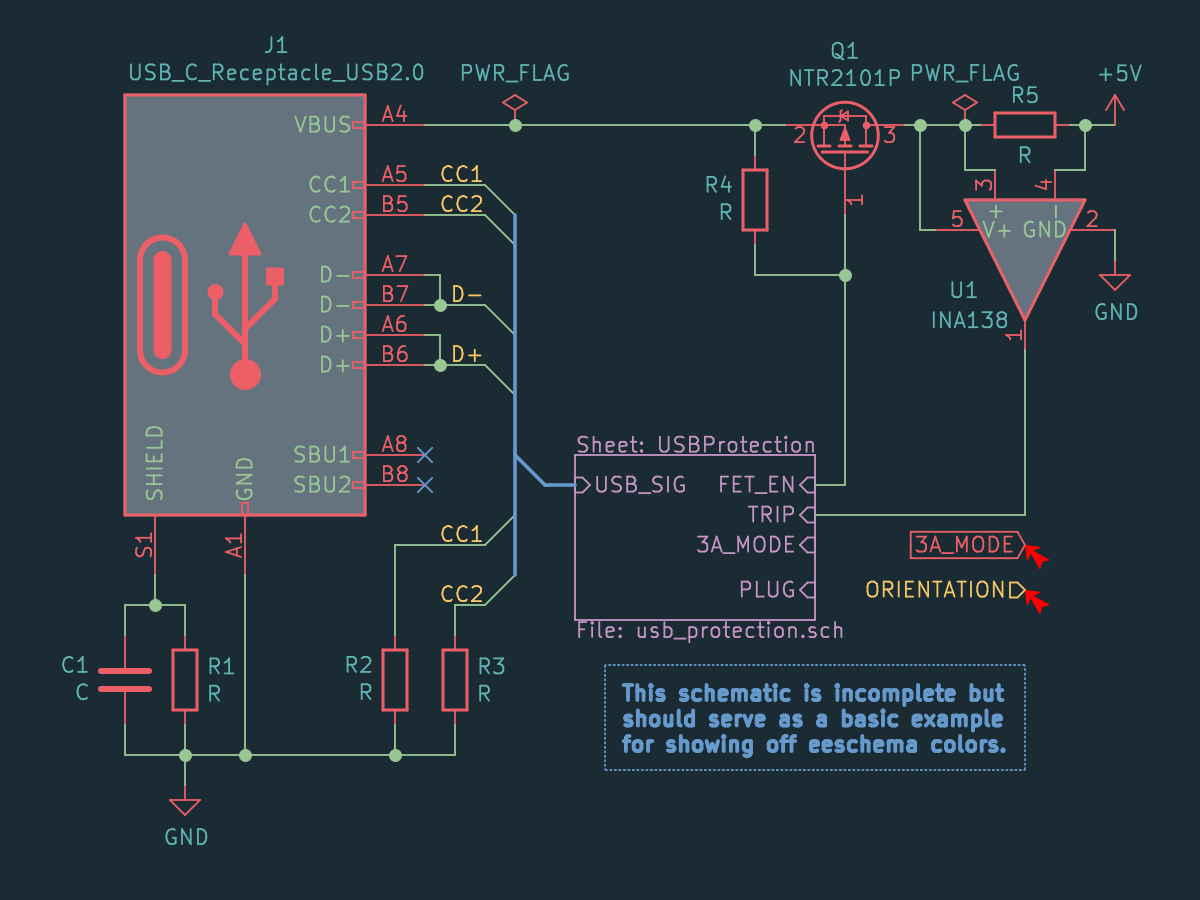 J1
USB_C_Receptacle_USB2.0
PWR_FLAG
Q1
NTR2101P
PWR_FLAG
+5V
R5
R
VBUS
A4
CC1
A5
CC1
CC2
B5
CC2
D-
A7
D-
B7
D-
D+
A6
D+
B6
D+
SBU1
A8
SBU2
B8
SHIELD
GND
S1
A1
2
3
1
R4
R
3
4
5
+
-
V+
GND
2
U1
INA138
1
GND
Sheet: USBProtection
USB_SIG
FET_EN
TRIP
3A_MODE
PLUG
File: usb_protection.sch
3A_MODE
ORIENTATION
CC1
CC2
C1
C
R1
R
R2
R
R3
R
GND
This schematic is incomplete but
should serve as a basic example
for showing off eeschema colors.